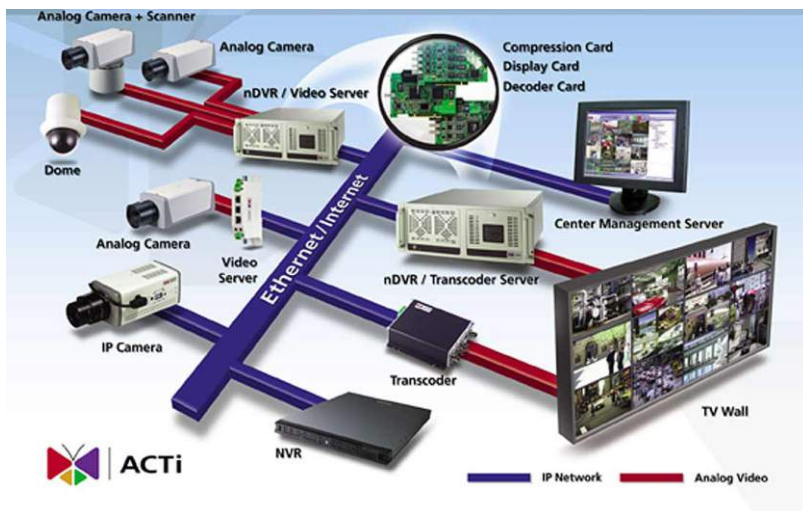 Analog Camera + Scanner
Analog Camera
Compression Card
Display Card
Decoder Card
nDVR / Video Server
Dome
Center Management Server
Analog Camera
Video
Server
Ethernet/Internet
nDVR / Transcoder Server
IP Camera
Transcoder
TV Wall
NVR
ACTi
IP Network
Analog Video